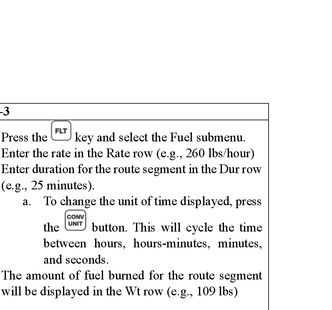 -3
Press the FLT key and select the Fuel submenu.
Enter the rate in the Rate row (e.g., 260 lbs/hour)
Enter duration for the route segment in the Dur row
(e.g., 25 minutes).
a. To change the unit of time displayed, press
the CONV UNIT button. This will cycle the time
between hours, hours-minutes, minutes,
and seconds.
The amount of fuel burned for the route segment
will be displayed in the Wt row (e.g., 109 lbs)